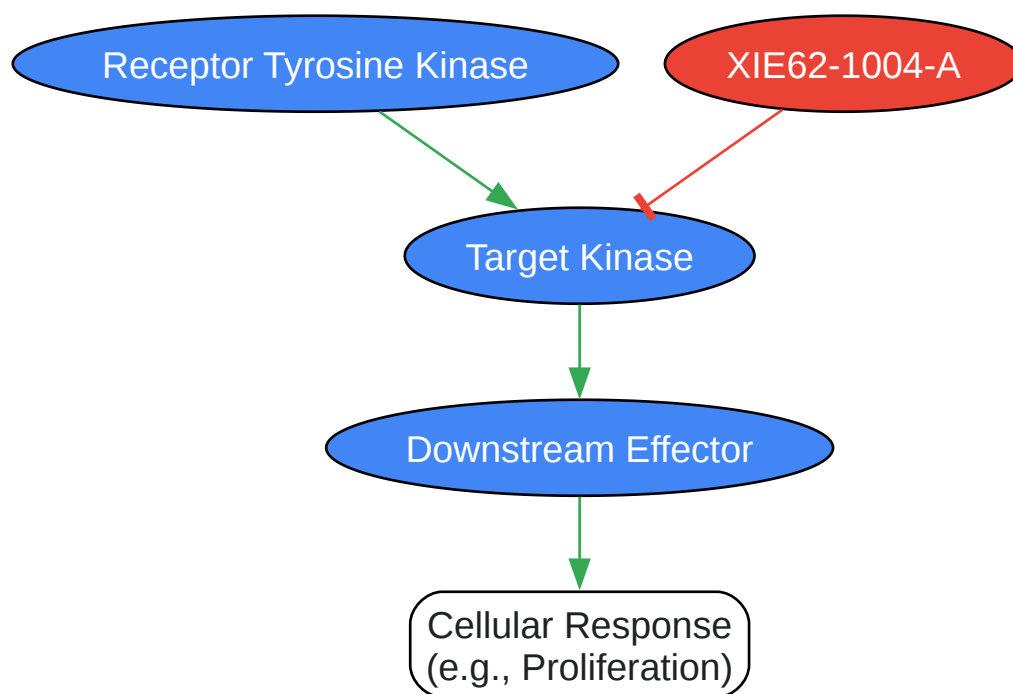 Receptor Tyrosine Kinase
XIE62-1004-A
Target Kinase
Downstream Effector
Cellular Response
(e.g., Proliferation)